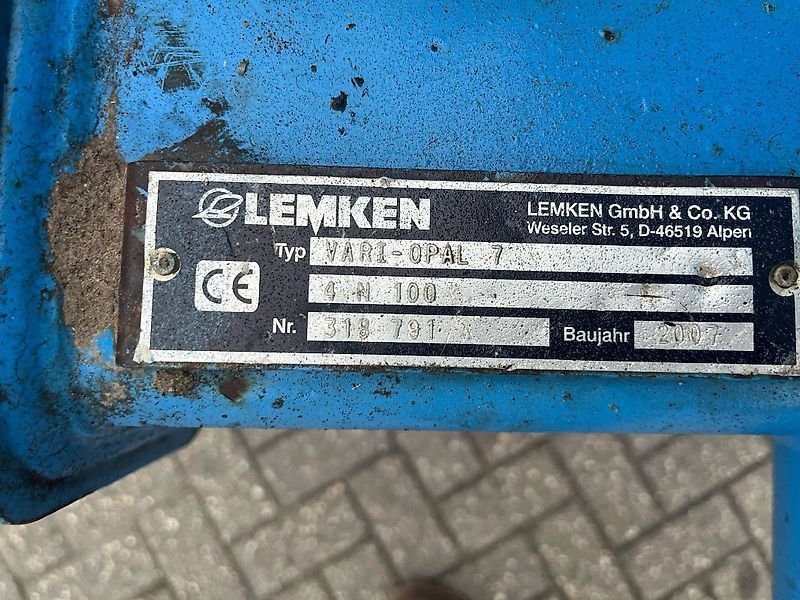 LEMKEN
LEMKEN GmbH & Co. KG
Weseler Str. 5, D-46519 Alpen
Typ VARI-OPAL 7
CE
4 N 100
Nr. 318 791 Baujahr 2007